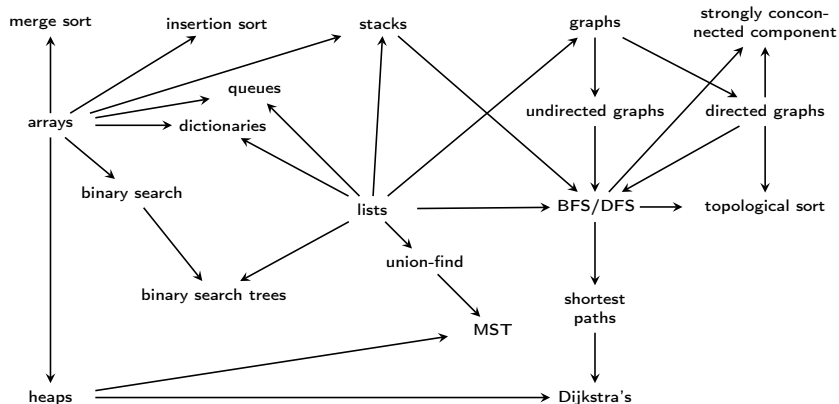 merge sort
insertion sort
stacks
graphs
strongly concon-
nected component
queues
arrays
dictionaries
undirected graphs
directed graphs
binary search
lists
BFS/DFS
topological sort
union-find
binary search trees
shortest
paths
MST
heaps
Dijkstra's